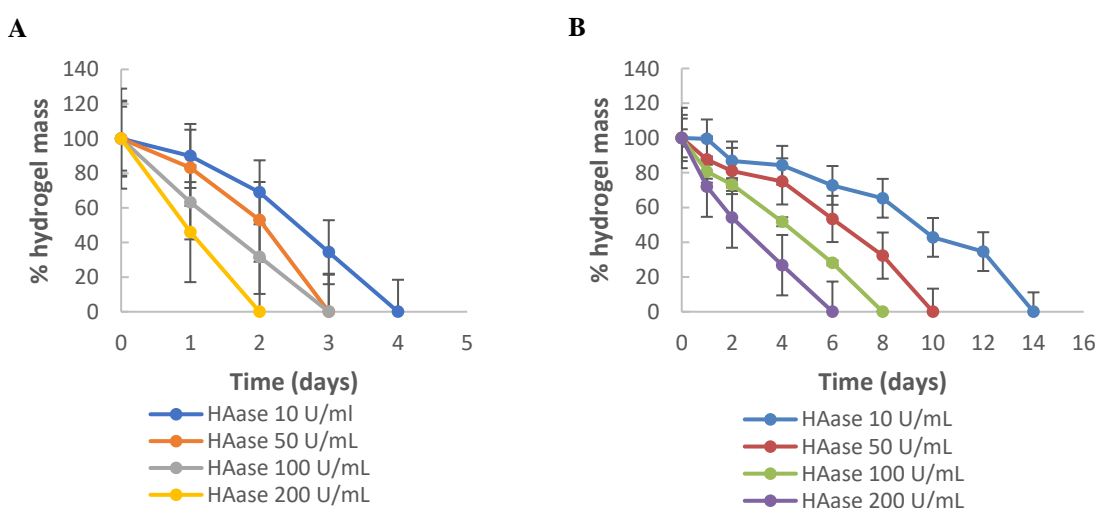 A
140
120
100
80
60
40
20
0
% hydrogel mass
0 1 2 3 4 5
Time (days)
HAase 10 U/ml
HAase 50 U/mL
HAase 100 U/mL
HAase 200 U/mL
B
140
120
100
80
60
40
20
0
% hydrogel mass
0 2 4 6 8 10 12 14 16
Time (days)
HAase 10 U/mL
HAase 50 U/mL
HAase 100 U/mL
HAase 200 U/mL